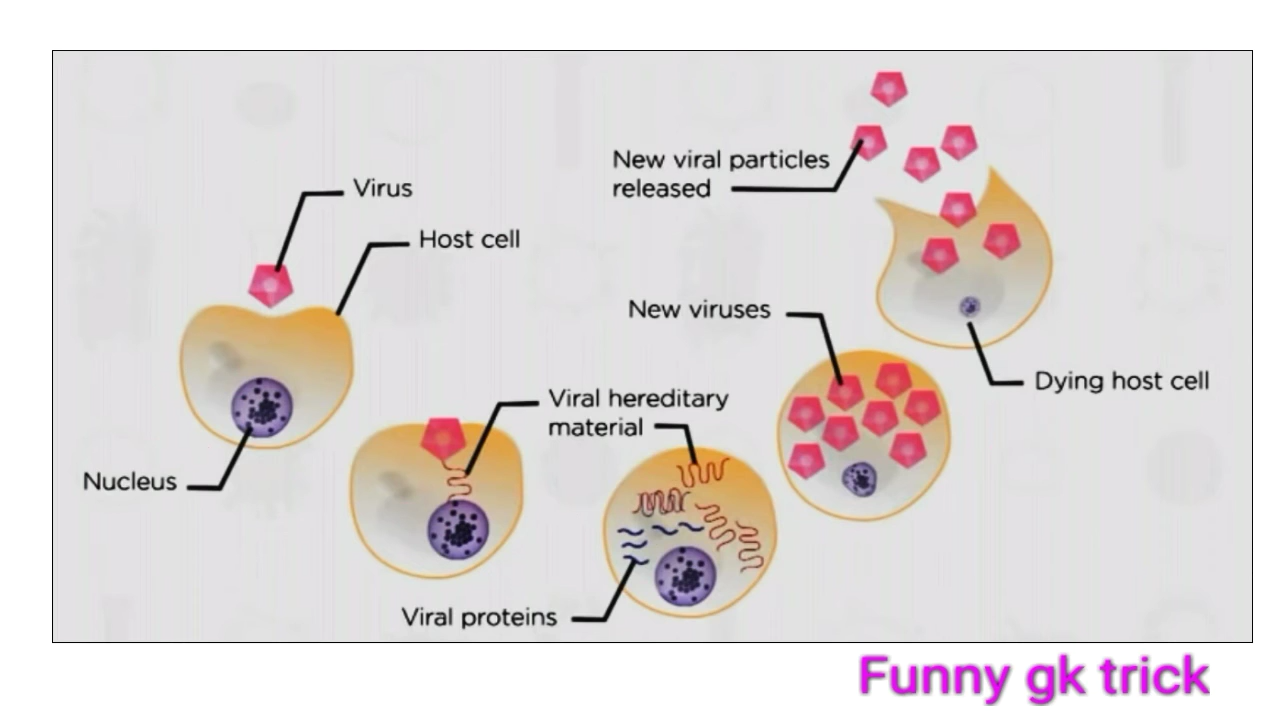 Virus
Host cell
Nucleus
Viral hereditary
material
Viral proteins
New viruses
New viral particles
released
Dying host cell
Funny gk trick